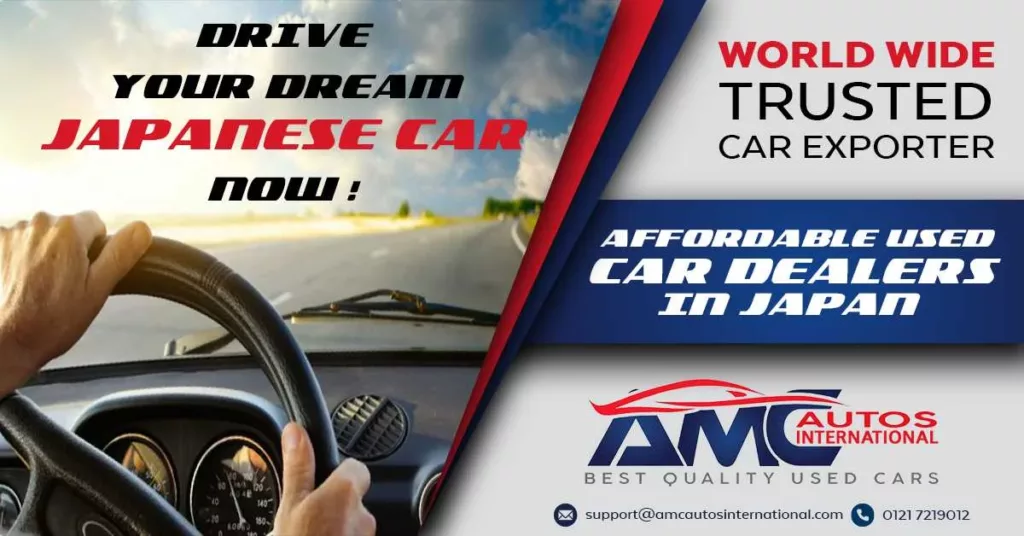 DRIVE
YOUR DREAM
JAPANESE CAR
NOW !
WORLD WIDE
TRUSTED
CAR EXPORTER
AFFORDABLE USED
CAR DEALERS
IN JAPAN
AMC AUTOS
INTERNATIONAL
BEST QUALITY USED CARS
support@amcautosinternational.com 0121 7219012